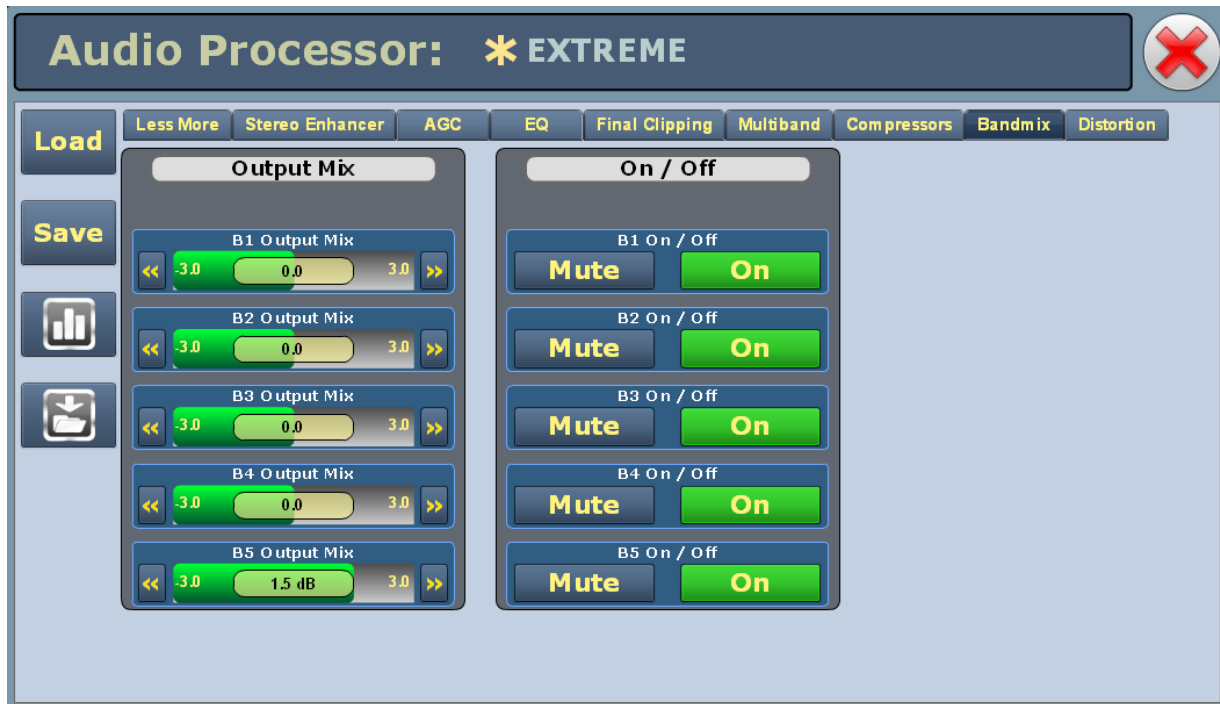 Audio Processor: * EXTREME
Load
Save
Less More Stereo Enhancer AGC EQ Final Clipping Multiband Compressors Bandmix Distortion
Output Mix
B1 Output Mix
<< -3.0 0.0 3.0 >>
B2 Output Mix
<< -3.0 0.0 3.0 >>
B3 Output Mix
<< -3.0 0.0 3.0 >>
B4 Output Mix
<< -3.0 0.0 3.0 >>
B5 Output Mix
<< -3.0 1.5 dB 3.0 >>
On / Off
B1 On / Off
Mute On
B2 On / Off
Mute On
B3 On / Off
Mute On
B4 On / Off
Mute On
B5 On / Off
Mute On